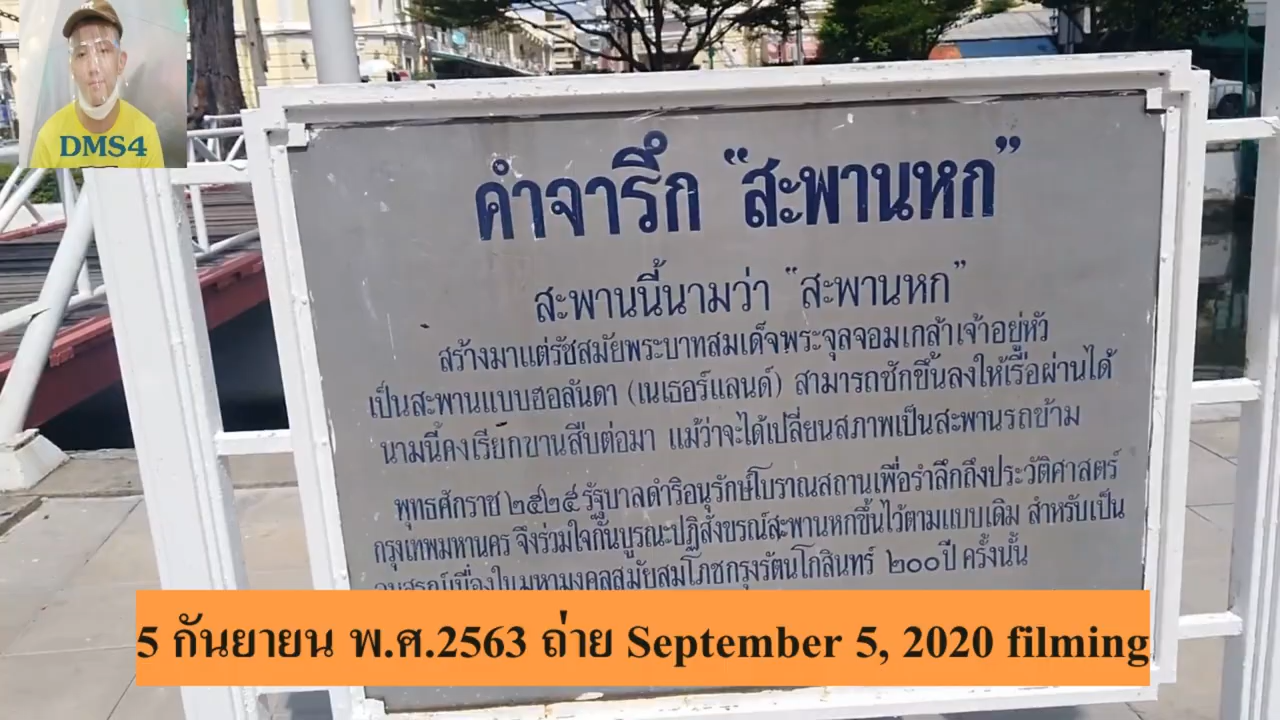 DMS4
คำจารึก "สะพานหก"
สะพานนี้นามว่า "สะพานหก"
สร้างมาแต่รัชสมัยพระบาทสมเด็จพระจุลจอมเกล้าเจ้าอยู่หัว
เป็นสะพานแบบฮอลันดา (เนเธอร์แลนด์) สามารถชักขึ้นลงให้เรือผ่านได้
นามนี้คงเรียกขานสืบต่อมา แม้ว่าจะได้เปลี่ยนสภาพเป็นสะพานรถข้าม
พุทธศักราช ๒๕๒๕ รัฐบาลดำริอนุรักษ์โบราณสถานเพื่อรำลึกถึงประวัติศาสตร์
กรุงเทพมหานคร จึงร่วมใจกันบูรณะปฏิสังขรณ์สะพานหกขึ้นไว้ตามแบบเดิม สำหรับเป็น
อนุสรณ์เนื่องในมหามงคลสมัยสมโภชกรุงรัตนโกสินทร์ ๒๐๐ ปี ครั้งนั้น
5 กันยายน พ.ศ.2563 ถ่าย September 5, 2020 filming